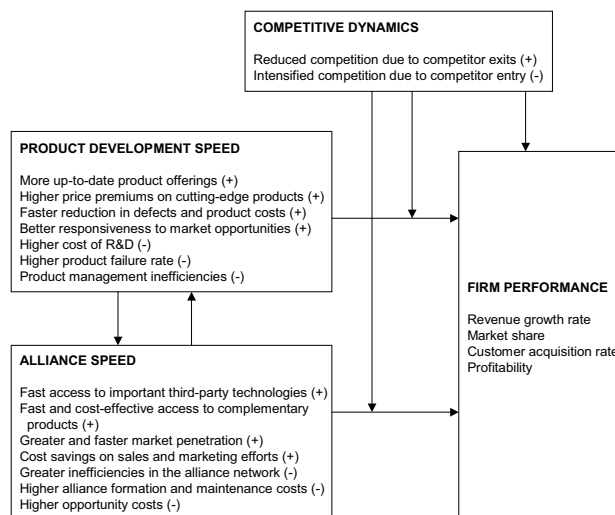 COMPETITIVE DYNAMICS
Reduced competition due to competitor exits (+)
Intensified competition due to competitor entry (-)
PRODUCT DEVELOPMENT SPEED
More up-to-date product offerings (+)
Higher price premiums on cutting-edge products (+)
Faster reduction in defects and product costs (+)
Better responsiveness to market opportunities (+)
Higher cost of R&D (-)
Higher product failure rate (-)
Product management inefficiencies (-)
FIRM PERFORMANCE
Revenue growth rate
Market share
Customer acquisition rate
Profitability
ALLIANCE SPEED
Fast access to important third-party technologies (+)
Fast and cost-effective access to complementary
products (+)
Greater and faster market penetration (+)
Cost savings on sales and marketing efforts (+)
Greater inefficiencies in the alliance network (-)
Higher alliance formation and maintenance costs (-)
Higher opportunity costs (-)